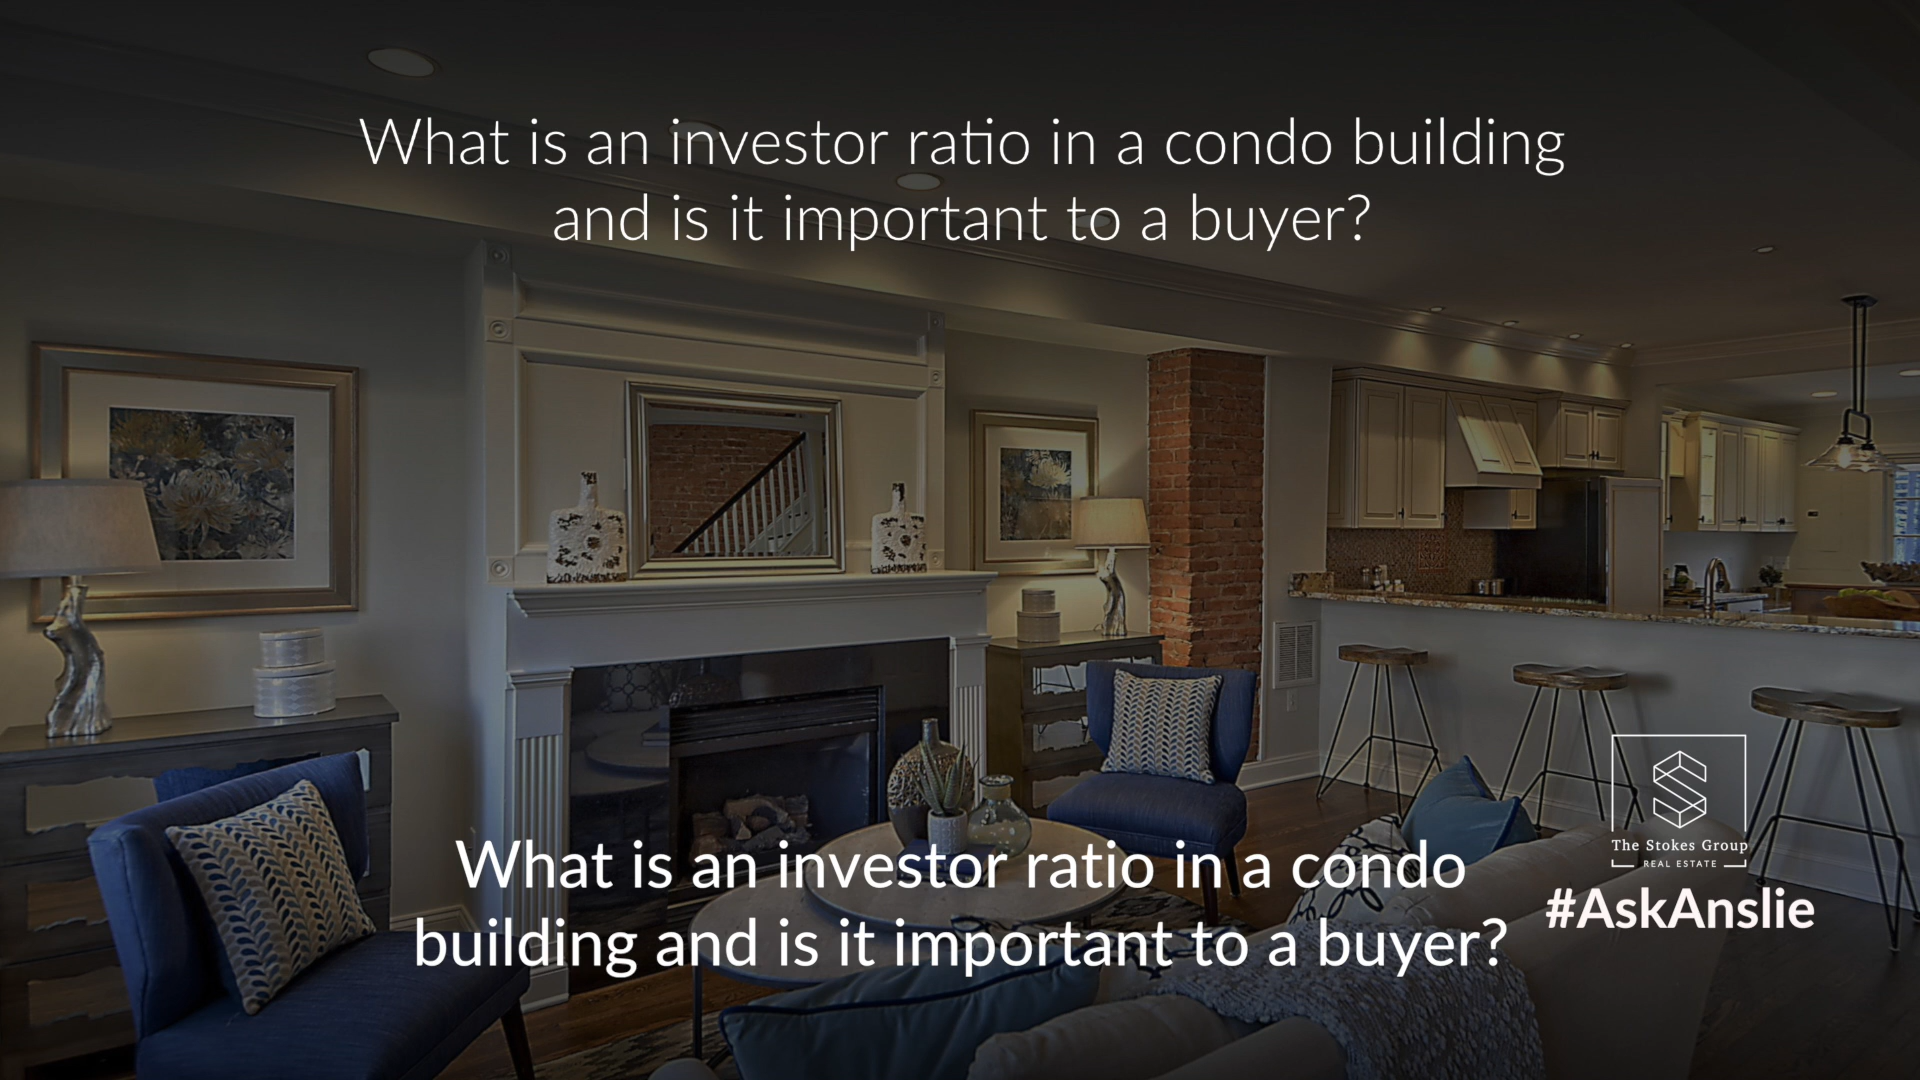 What is an investor ratio in a condo building
and is it important to a buyer?
The Stokes Group
REAL ESTATE
#AskAnslie
What is an investor ratio in a condo
building and is it important to a buyer?